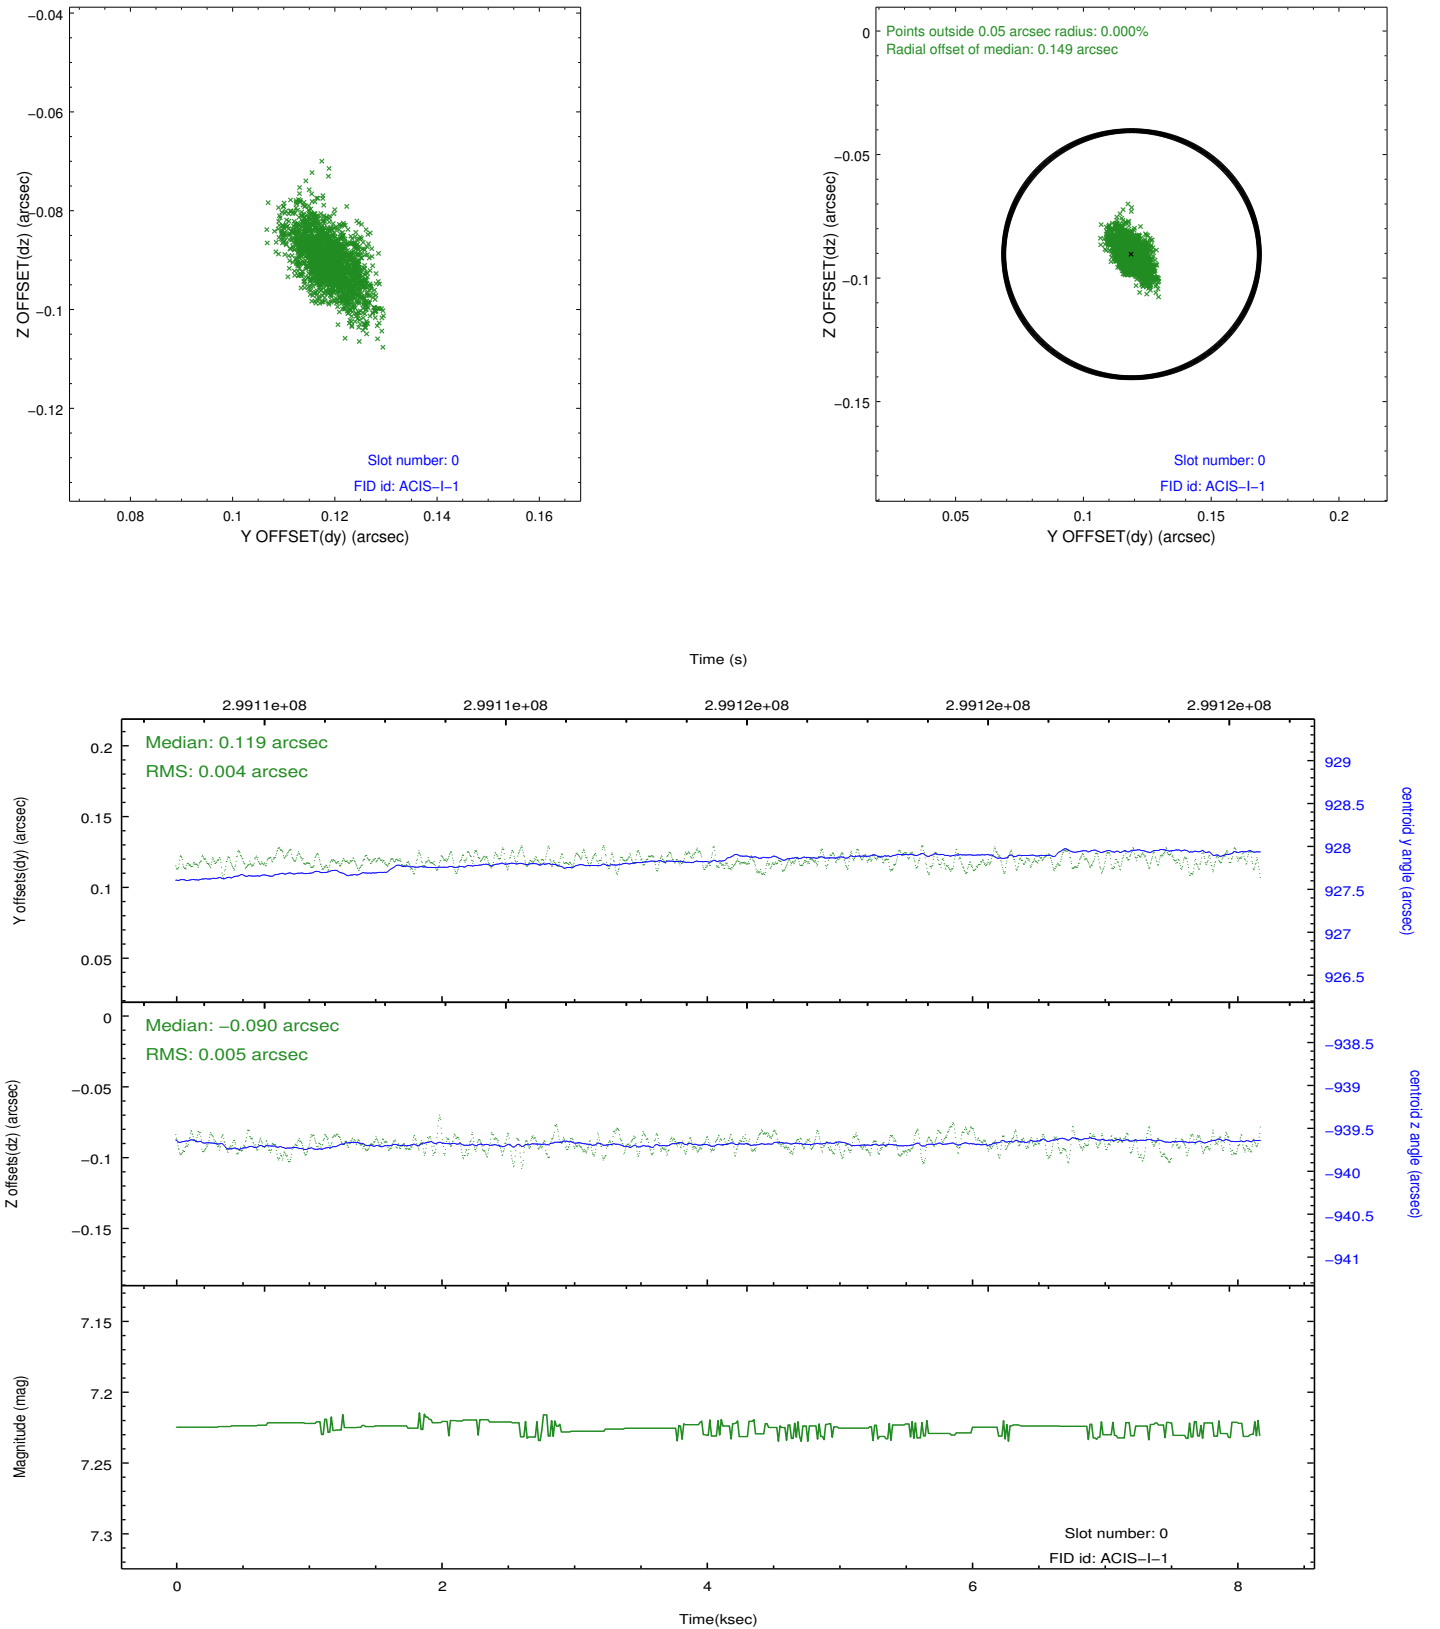 −0.04
−0.06
−0.08
−0.1
−0.12
Z OFFSET(dz) (arcsec)
Slot number: 0
FID id: ACIS−I−1
0.08 0.1 0.12 0.14 0.16
Y OFFSET(dy) (arcsec)
Points outside 0.05 arcsec radius: 0.000%
Radial offset of median: 0.149 arcsec
0
−0.05
−0.1
−0.15
Z OFFSET(dz) (arcsec)
Slot number: 0
FID id: ACIS−I−1
0.05 0.1 0.15 0.2
Y OFFSET(dy) (arcsec)
Time (s)
2.9911e+08 2.9911e+08 2.9912e+08 2.9912e+08 2.9912e+08
Median: 0.119 arcsec
RMS: 0.004 arcsec
0.2
0.15
0.1
0.05
Y offsets(dy) (arcsec)
929
928.5
928
927.5
927
926.5
centroid y angle (arcsec)
Median: −0.090 arcsec
RMS: 0.005 arcsec
0
−0.05
−0.1
−0.15
Z offsets(dz) (arcsec)
−938.5
−939
−939.5
−940
−940.5
−941
centroid z angle (arcsec)
7.15
7.2
7.25
7.3
Magnitude (mag)
Slot number: 0
FID id: ACIS−I−1
0 2 4 6 8
Time(ksec)